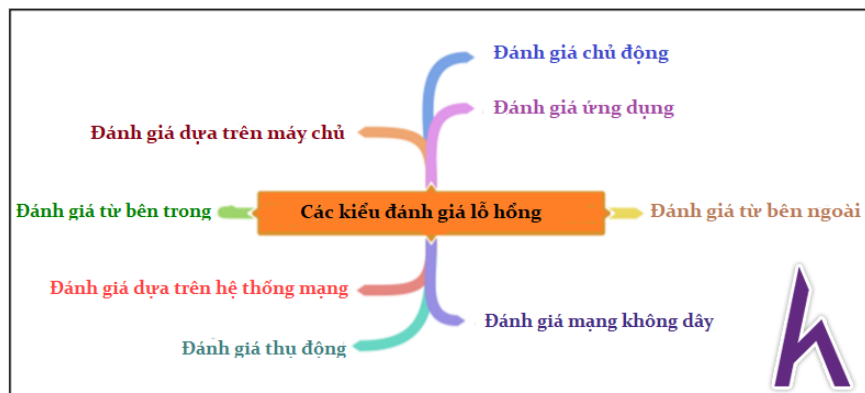 Đánh giá chủ động
Đánh giá ứng dụng
Đánh giá dựa trên máy chủ
Đánh giá từ bên trong
Các kiểu đánh giá lỗ hổng
Đánh giá từ bên ngoài
Đánh giá dựa trên hệ thống mạng
Đánh giá mạng không dây
Đánh giá thụ động